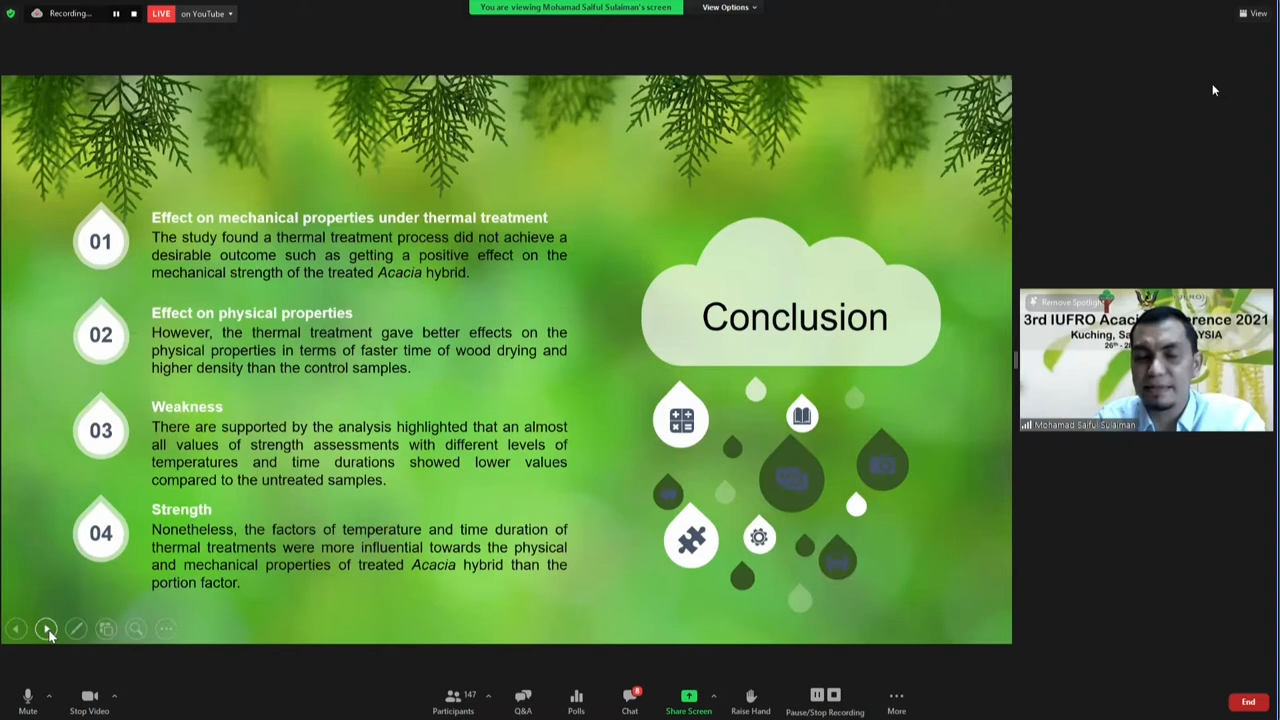 Recording...
LIVE on YouTube
You are viewing Mohamad Saiful Sulaiman's screen
View Options
View
01
Effect on mechanical properties under thermal treatment
The study found a thermal treatment process did not achieve a
desirable outcome such as getting a positive effect on the
mechanical strength of the treated Acacia hybrid.
02
Effect on physical properties
However, the thermal treatment gave better effects on the
physical properties in terms of faster time of wood drying and
higher density than the control samples.
03
Weakness
There are supported by the analysis highlighted that an almost
all values of strength assessments with different levels of
temperatures and time durations showed lower values
compared to the untreated samples.
04
Strength
Nonetheless, the factors of temperature and time duration of
thermal treatments were more influential towards the physical
and mechanical properties of treated Acacia hybrid than the
portion factor.
Conclusion
Remove Spotlight
3rd IUFRO
2021
Kuching,
Mohamad Saiful Sulaiman
Mute
Stop Video
Participants
147
Q&A
Polls
Chat
8
Share Screen
Raise Hand
Pause/Stop Recording
More
End